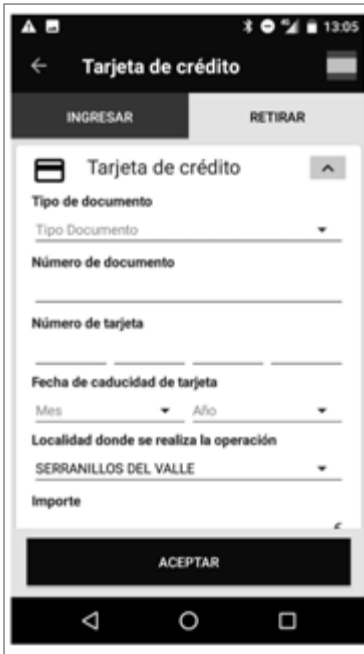 13:05
Tarjeta de crédito
INGRESAR
RETIRAR
Tarjeta de crédito
Tipo de documento
Tipo Documento
Número de documento
Número de tarjeta
Fecha de caducidad de tarjeta
Mes Año
Localidad donde se realiza la operación
SERRANILLOS DEL VALLE
Importe
ACEPTAR